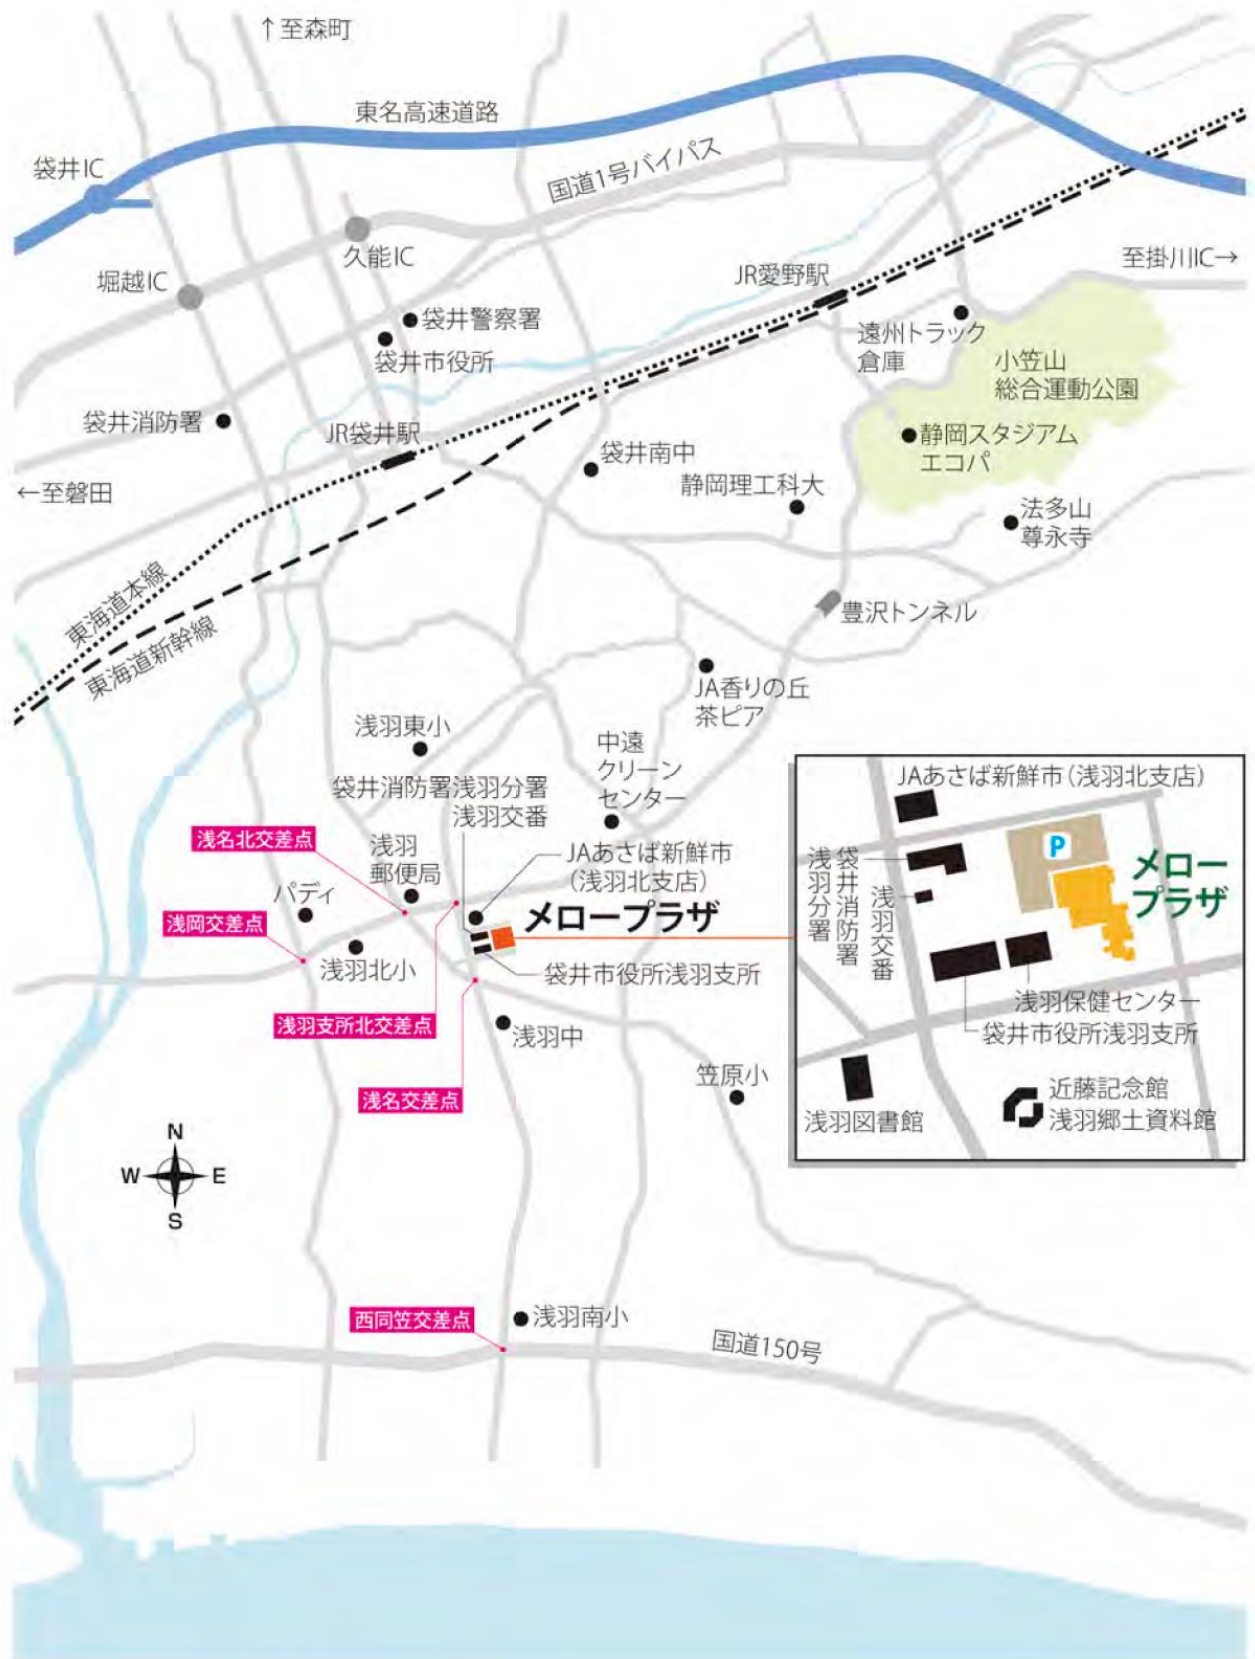 ↑至森町
東名高速道路
袋井IC
国道1号バイパス
久能IC
堀越IC
JR愛野駅
至掛川IC→
袋井警察署
袋井市役所
遠州トラック
倉庫
小笠山
総合運動公園
袋井消防署
JR袋井駅
静岡スタジアム
エコパ
袋井南中
静岡理工科大
←至磐田
法多山
尊永寺
東海道本線
東海道新幹線
豊沢トンネル
JA香りの丘
茶ピア
浅羽東小
中遠
クリーン
センター
袋井消防署浅羽分署
浅羽交番
浅名北交差点
浅羽
郵便局
JAあさば新鮮市
(浅羽北支店)
パディ
メロープラザ
浅岡交差点
浅羽北小
袋井市役所浅羽支所
浅羽支所北交差点
浅羽中
浅名交差点
笠原小
N
W
E
S
西同笠交差点
浅羽南小
国道150号
JAあさば新鮮市(浅羽北支店)
P
メロー
プラザ
袋井消防署
浅羽分署
浅羽交番
浅羽保健センター
袋井市役所浅羽支所
近藤記念館
浅羽郷土資料館
浅羽図書館